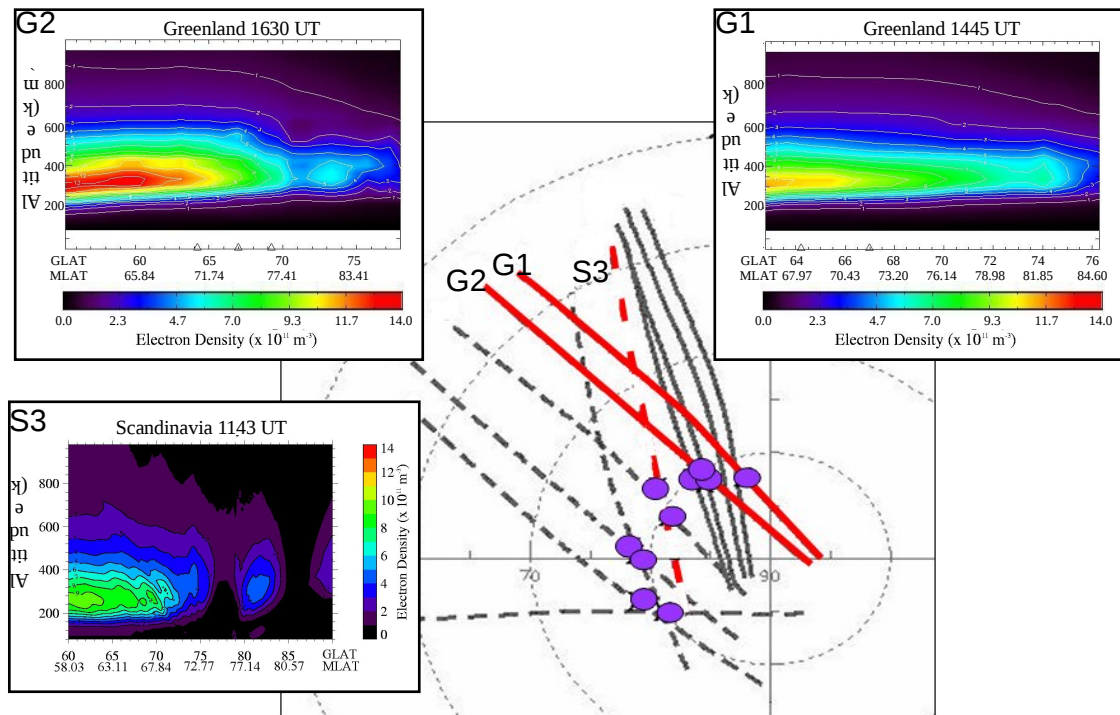 G2
Greenland 1630 UT
Altitude (km)
800
600
400
200
60 65 70 75
GLAT
MLAT 65.84 71.74 77.41 83.41
0.0 2.3 4.7 7.0 9.3 11.7 14.0
Electron Density (x 10¹¹ m⁻³)
G1
Greenland 1445 UT
Altitude (k
800
600
400
200
GLAT 64 66 68 70 72 74 76
MLAT 67.97 70.43 73.20 76.14 78.98 81.85 84.60
0.0 2.3 4.7 7.0 9.3 11.7 14.0
Electron Density (x 10¹¹ m⁻³)
G2
G1
S3
70
90
S3
Scandinavia 1143 UT
Altitude (k
800
600
400
200
60 65 70 75 80 85 GLAT
58.03 63.11 67.84 72.77 77.14 80.57 MLAT
14
12
10
8
6
4
2
0
Electron Density (x 10¹¹ m⁻³)